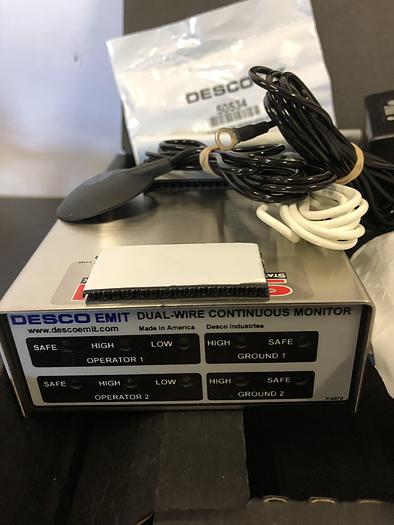 DESCO
50534
DESCO EMIT DUAL-WIRE CONTINUOUS MONITOR
www.descoemit.com Made in America Desco Industries
SAFE HIGH LOW HIGH SAFE
OPERATOR 1 GROUND 1
SAFE HIGH LOW HIGH SAFE
OPERATOR 2 GROUND 2